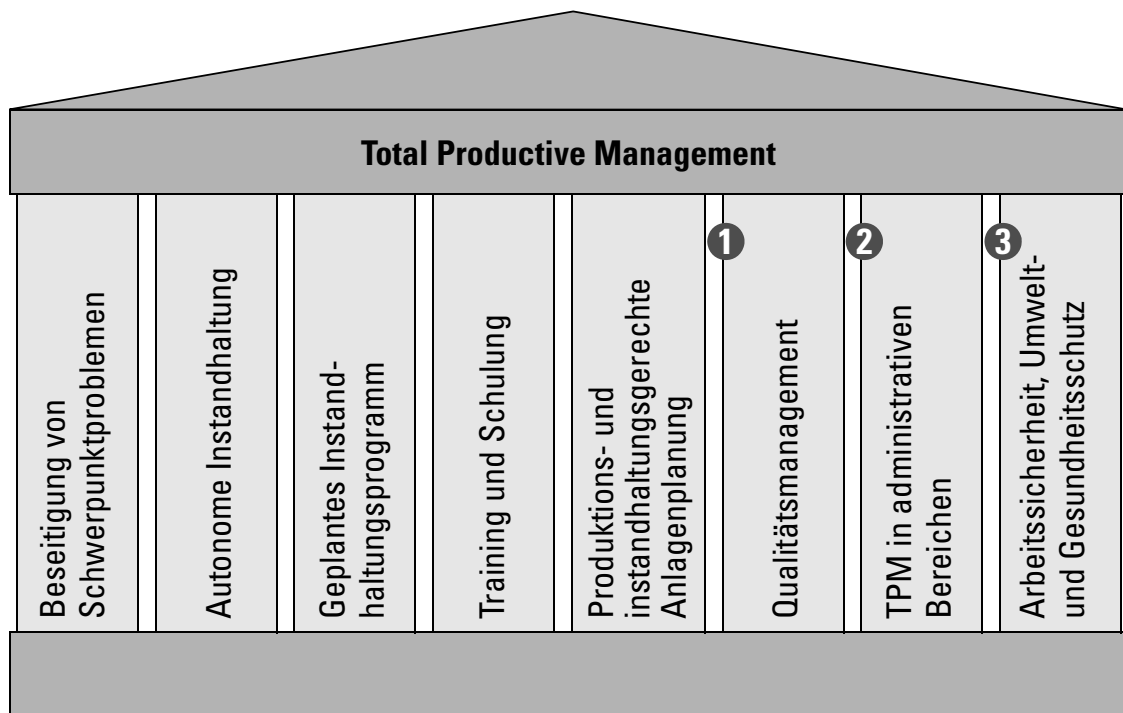 Total Productive Management
Beseitigung von
Schwerpunktproblemen
Autonome Instandhaltung
Geplantes Instand-
haltungsprogramm
Training und Schulung
Produktions- und
instandhaltungsgerechte
Anlagenplanung
1
Qualitätsmanagement
2
TPM in administrativen
Bereichen
3
Arbeitssicherheit, Umwelt-
und Gesundheitsschutz